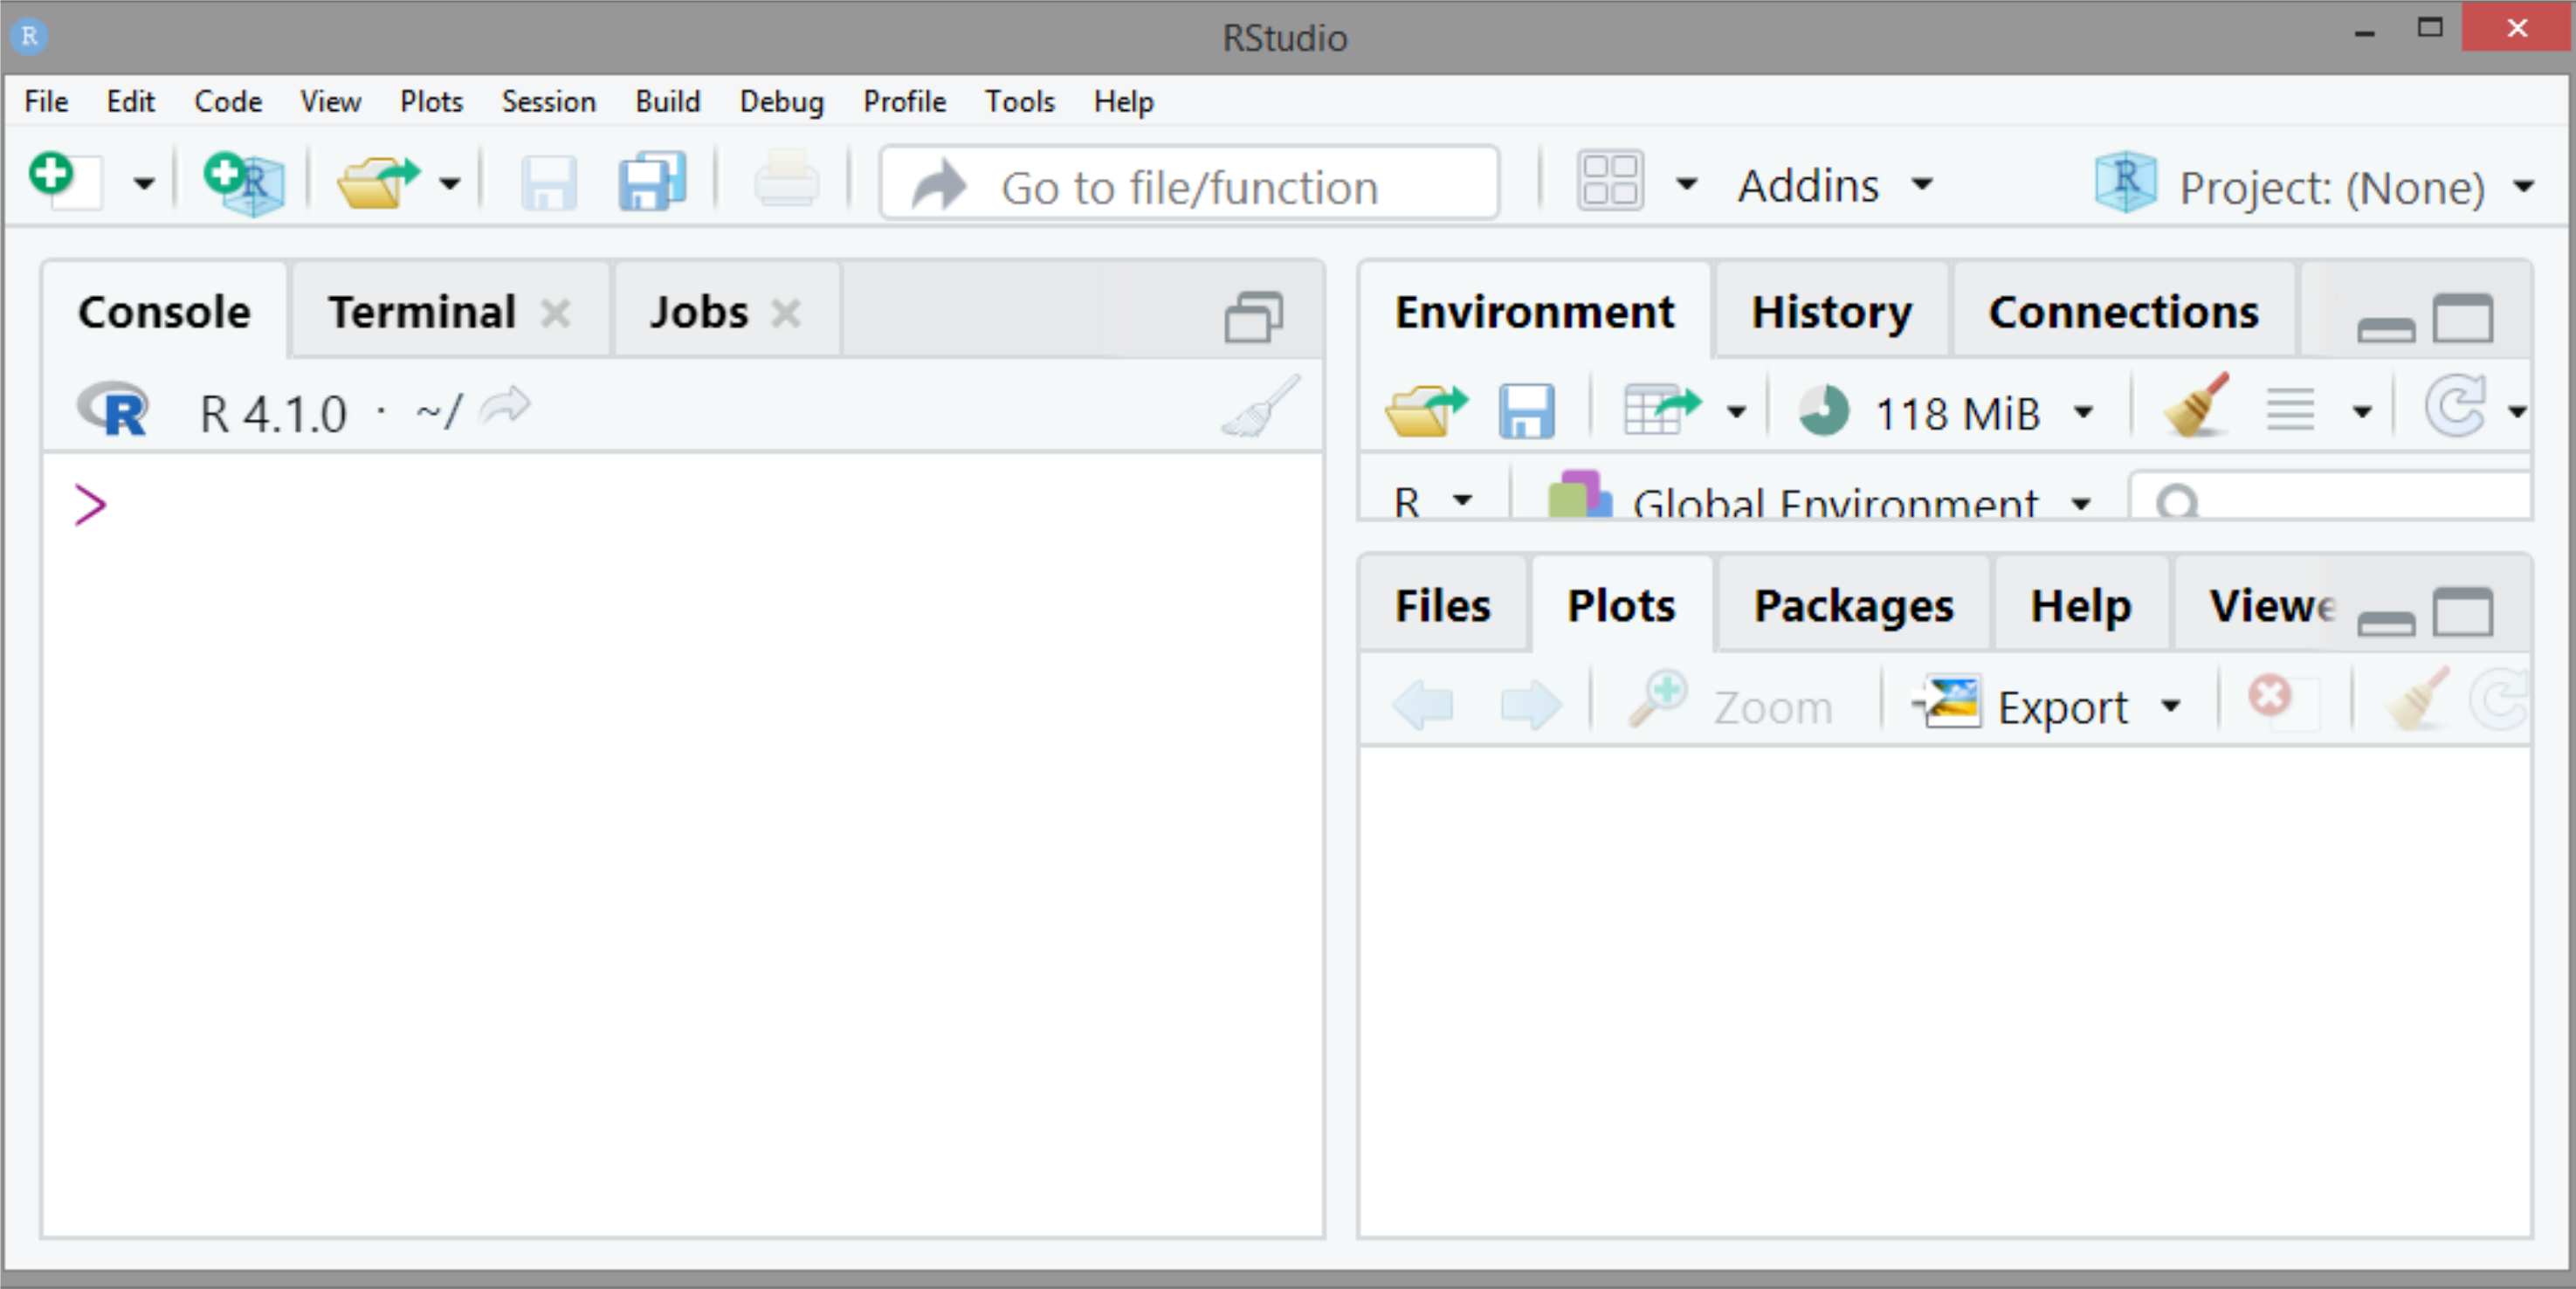 RStudio
File Edit Code View Plots Session Build Debug Profile Tools Help
Go to file/function Addins Project: (None)
Console Terminal Jobs
R 4.1.0 · ~/
>
Environment History Connections
118 MiB
R Global Environment
Files Plots Packages Help Viewe
Zoom Export